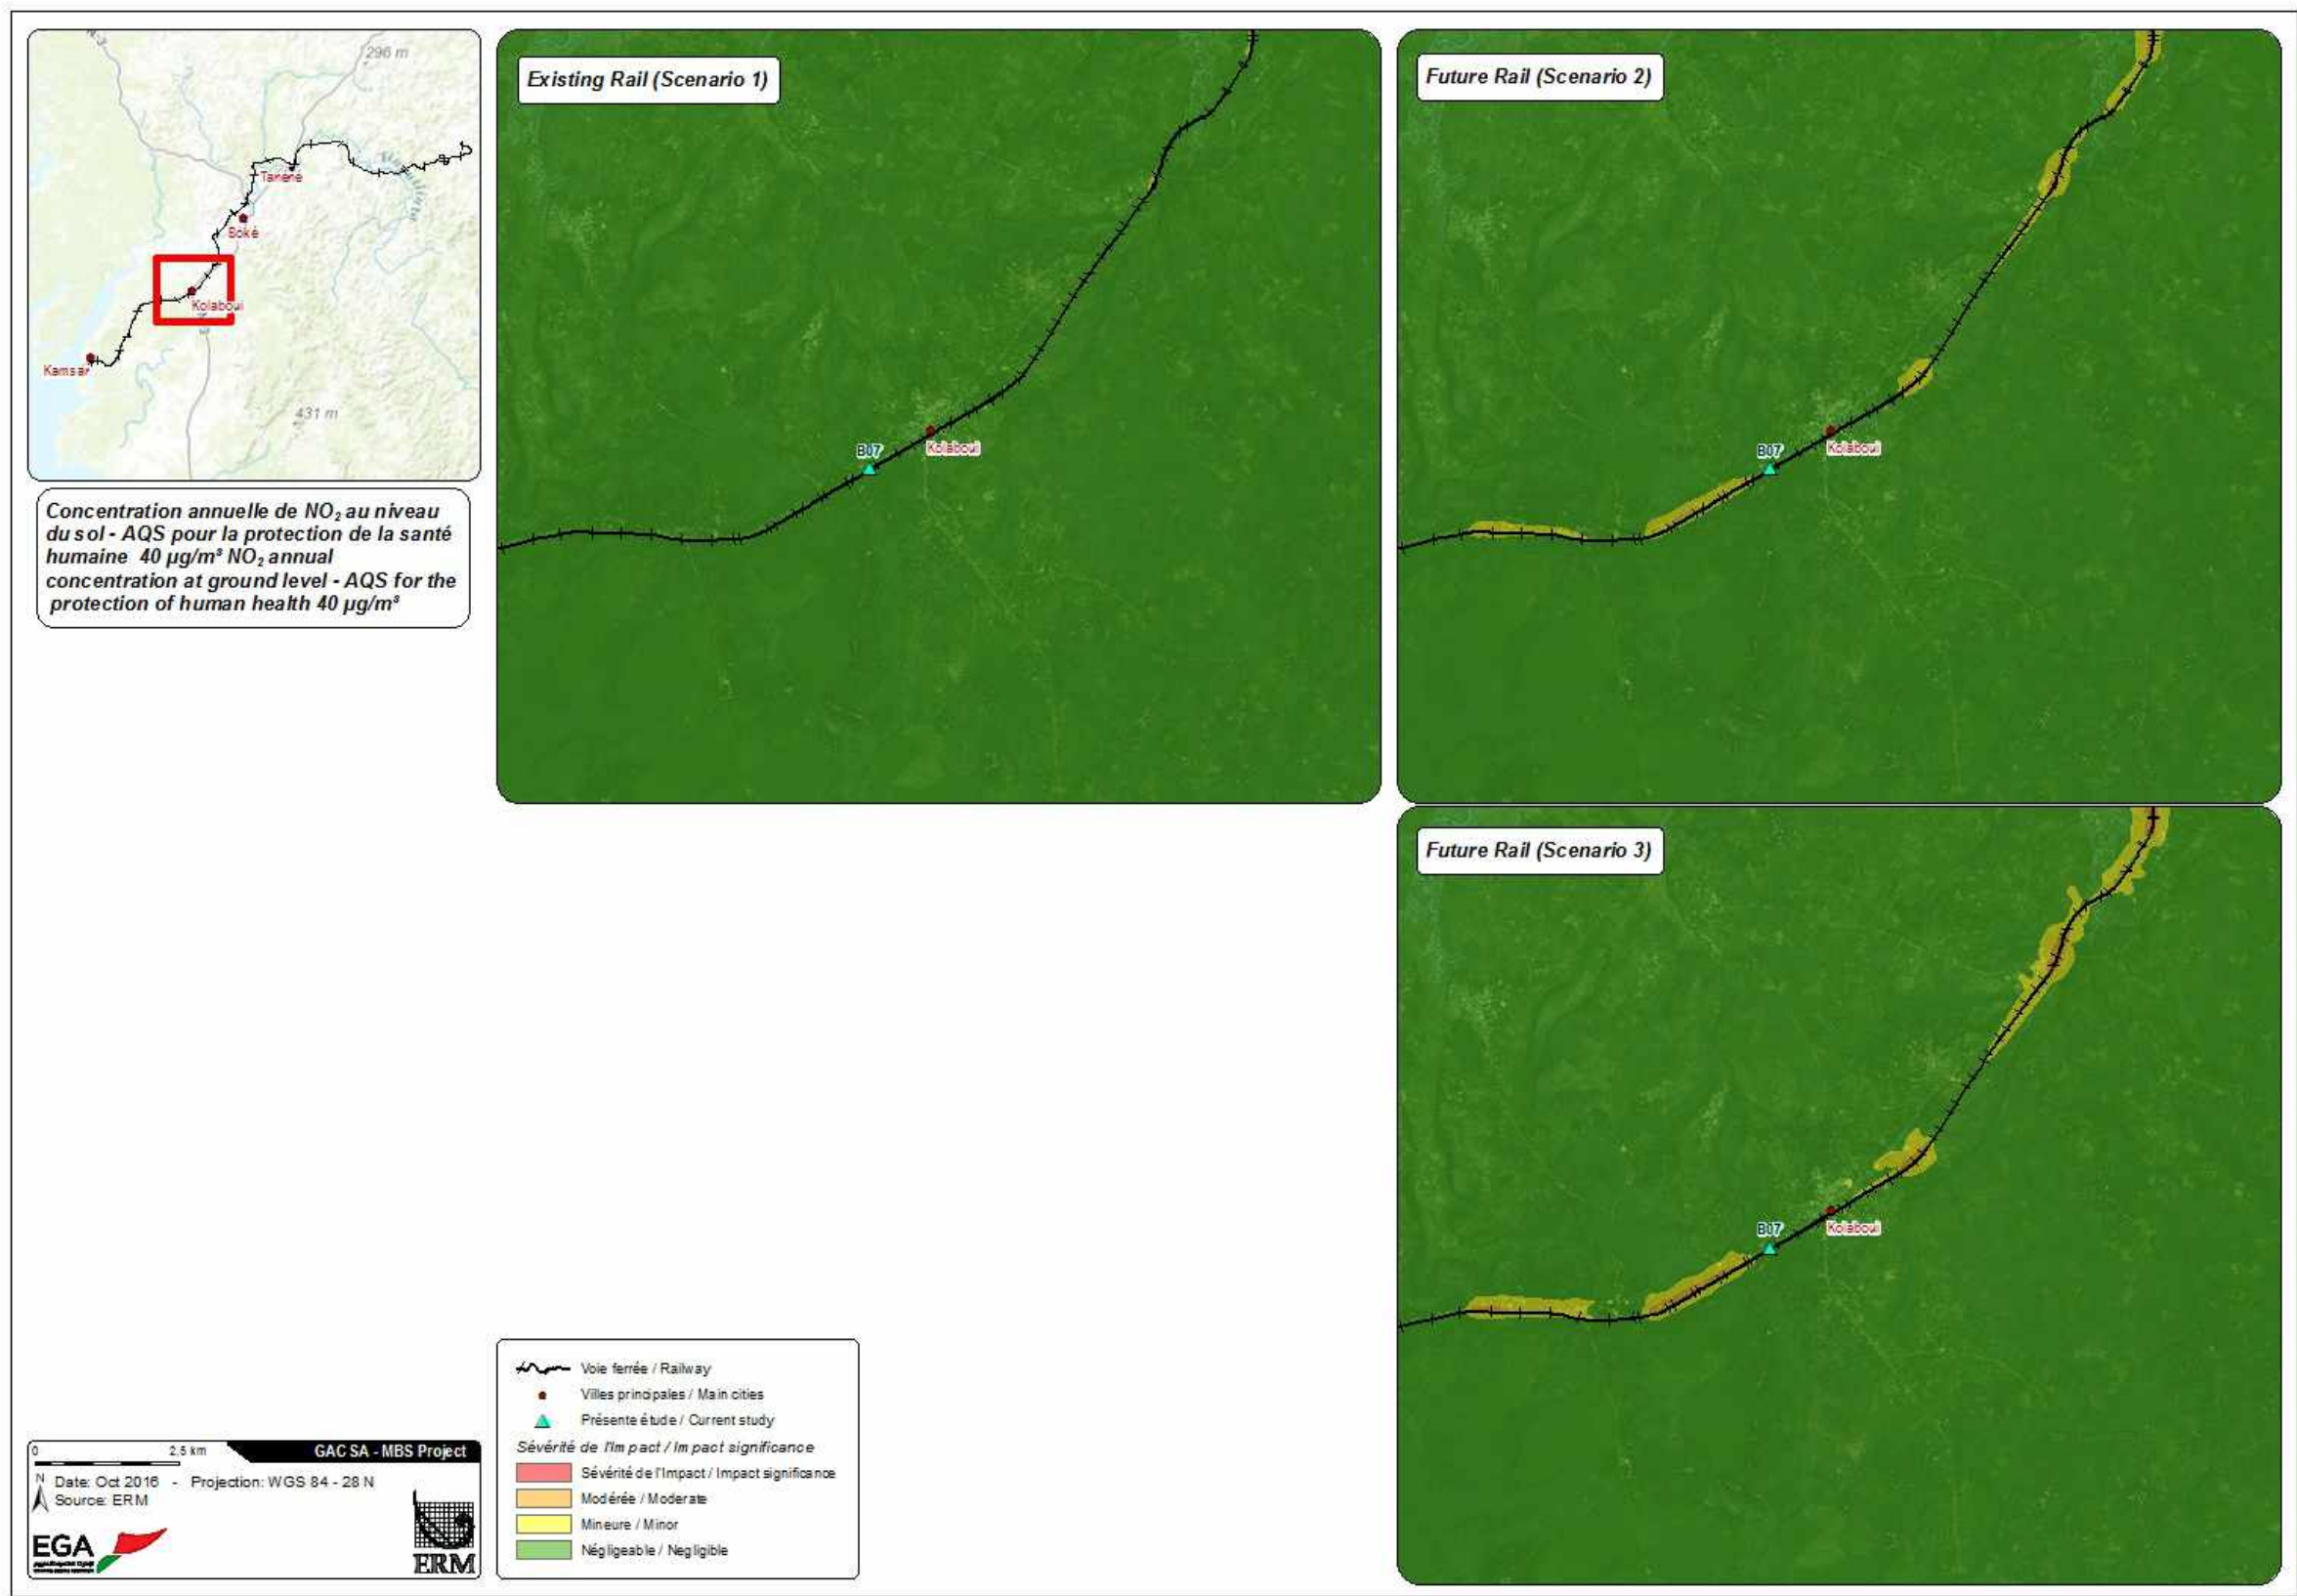 N-3
296 m
Tanéné
Boké
Kolaboui
Kamsar
431 m
Concentration annuelle de NO₂ au niveau
du sol - AQS pour la protection de la santé
humaine 40 µg/m³ NO₂ annual
concentration at ground level - AQS for the
protection of human health 40 µg/m³
Existing Rail (Scenario 1)
B07
Kolaboui
Future Rail (Scenario 2)
B07
Kolaboui
Future Rail (Scenario 3)
B07
Kolaboui
Voie ferrée / Railway
Villes principales / Main cities
Présente étude / Current study
Sévérité de l'Impact / Impact significance
Sévérité de l'Impact / Impact significance
Modérée / Moderate
Mineure / Minor
Négligeable / Negligible
0 2,5 km
GAC SA - MBS Project
N
Date: Oct 2016 - Projection: WGS 84 - 28 N
Source: ERM
EGA
ERM